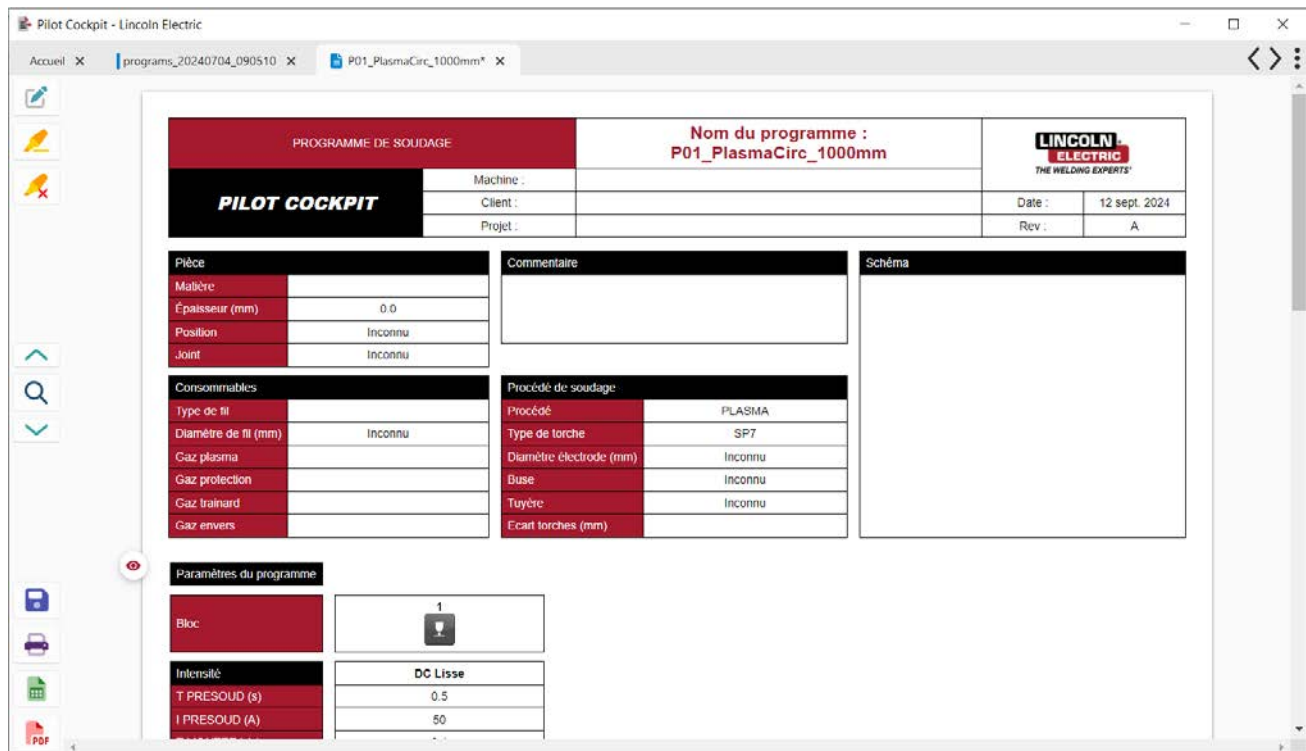 Pilot Cockpit - Lincoln Electric
Accueil
programs_20240704_090510
P01_PlasmaCirc_1000mm*
PROGRAMME DE SOUDAGE
Nom du programme :
P01_PlasmaCirc_1000mm
LINCOLN
ELECTRIC
THE WELDING EXPERTS®
PILOT COCKPIT
Machine :
Client :
Date :
12 sept. 2024
Projet :
Rev :
A
Pièce
Matière
Épaisseur (mm)
0.0
Position
Inconnu
Joint
Inconnu
Commentaire
Schéma
Consommables
Type de fil
Diamètre de fil (mm)
Inconnu
Gaz plasma
Gaz protection
Gaz trainard
Gaz envers
Procédé de soudage
Procédé
PLASMA
Type de torche
SP7
Diamètre électrode (mm)
Inconnu
Buse
Inconnu
Tuyère
Inconnu
Ecart torches (mm)
Paramètres du programme
Bloc
1
Intensité
DC Lisse
T PRESOUD (s)
0.5
I PRESOUD (A)
50
PDF